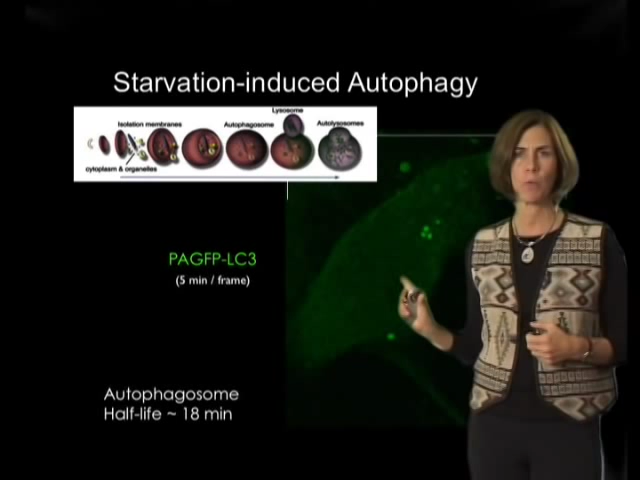 Starvation-induced Autophagy
Lysosome
Isolation membranes
Autophagosome
Autolysosomes
cytoplasm & organelles
PAGFP-LC3
(5 min / frame)
Autophagosome
Half-life ~ 18 min